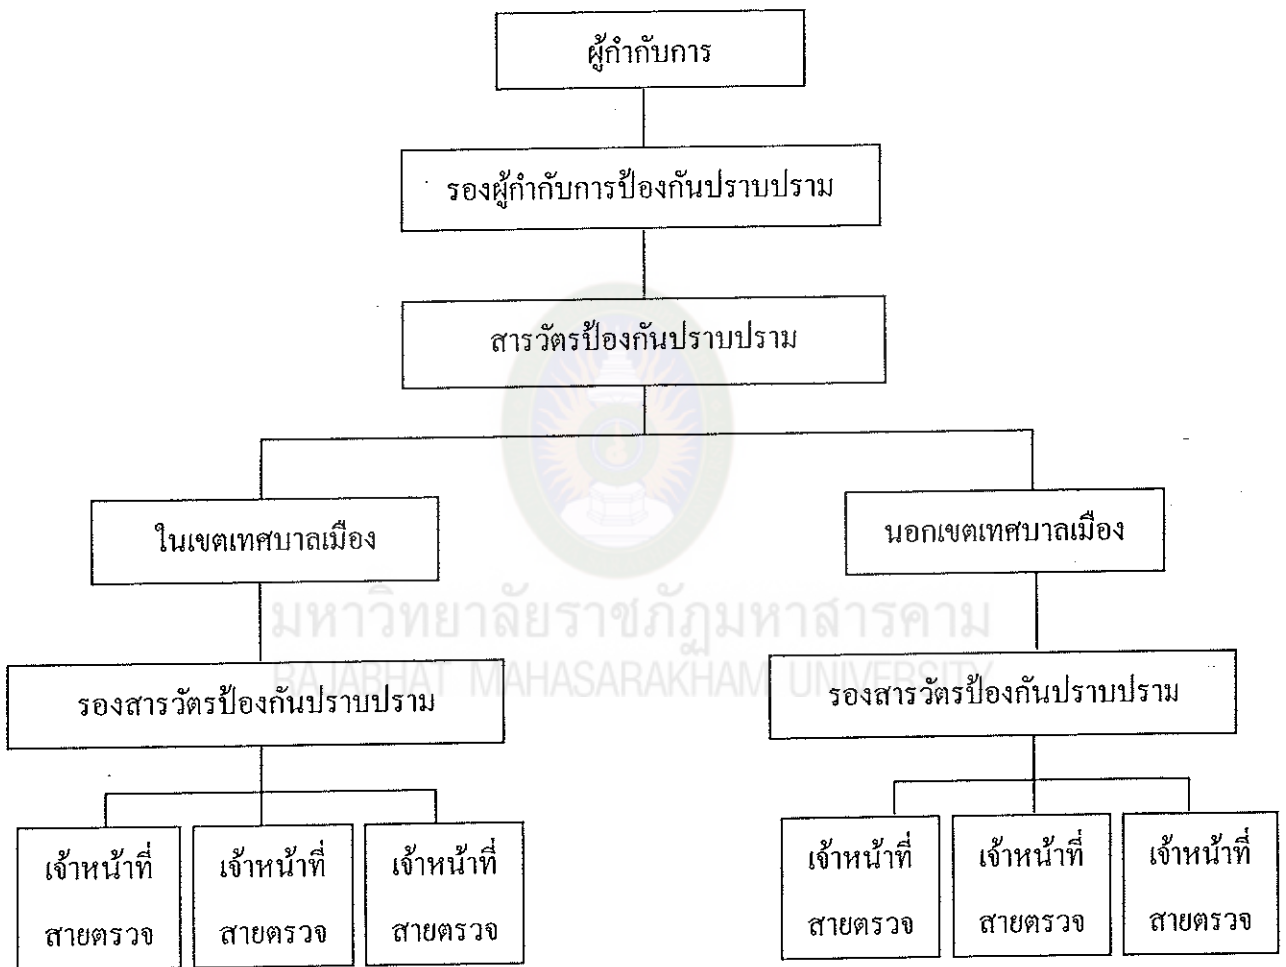 ผู้กำกับการ
รองผู้กำกับการป้องกันปราบปราม
สารวัตรป้องกันปราบปราม
ในเขตเทศบาลเมือง
นอกเขตเทศบาลเมือง
มหาวิทยาลัยราชภัฏมหาสารคาม
RAJABHAT MAHASARAKHAM UNIVERSITY
รองสารวัตรป้องกันปราบปราม
รองสารวัตรป้องกันปราบปราม
เจ้าหน้าที่
สายตรวจ
เจ้าหน้าที่
สายตรวจ
เจ้าหน้าที่
สายตรวจ
เจ้าหน้าที่
สายตรวจ
เจ้าหน้าที่
สายตรวจ
เจ้าหน้าที่
สายตรวจ